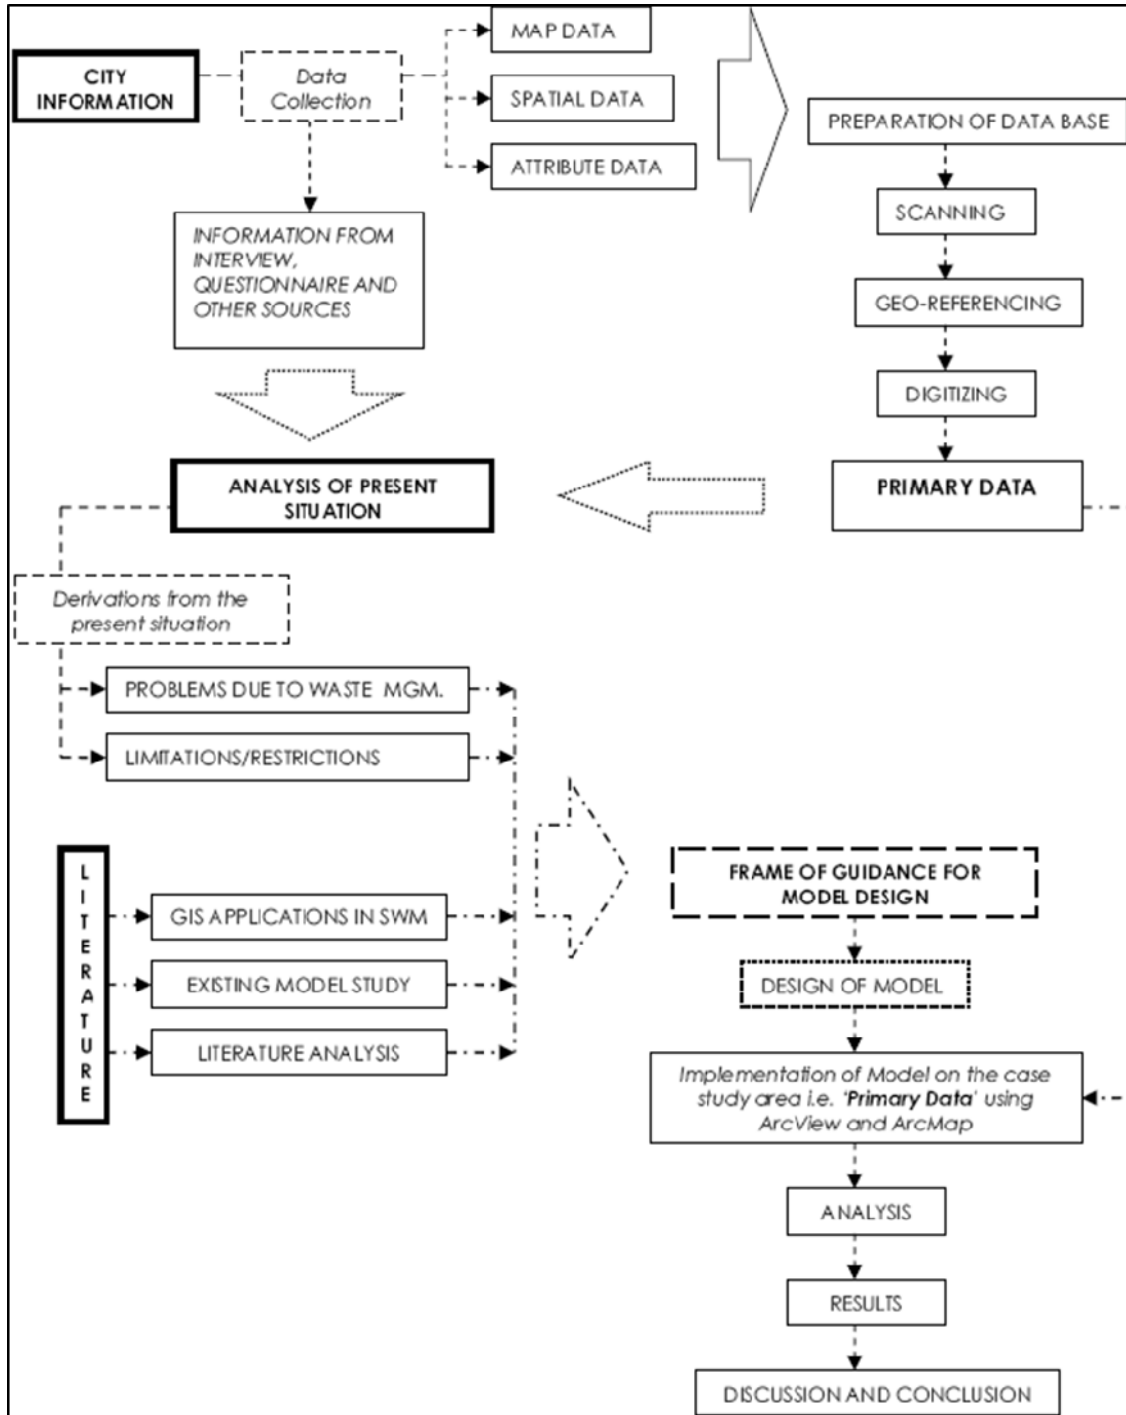 CITY
INFORMATION
Data
Collection
MAP DATA
SPATIAL DATA
ATTRIBUTE DATA
PREPARATION OF DATA BASE
SCANNING
GEO-REFERENCING
DIGITIZING
PRIMARY DATA
INFORMATION FROM
INTERVIEW,
QUESTIONNAIRE AND
OTHER SOURCES
ANALYSIS OF PRESENT
SITUATION
Derivations from the
present situation
PROBLEMS DUE TO WASTE MGM.
LIMITATIONS/RESTRICTIONS
LITERATURE
GIS APPLICATIONS IN SWM
EXISTING MODEL STUDY
LITERATURE ANALYSIS
FRAME OF GUIDANCE FOR
MODEL DESIGN
DESIGN OF MODEL
Implementation of Model on the case
study area i.e. 'Primary Data' using
ArcView and ArcMap
ANALYSIS
RESULTS
DISCUSSION AND CONCLUSION